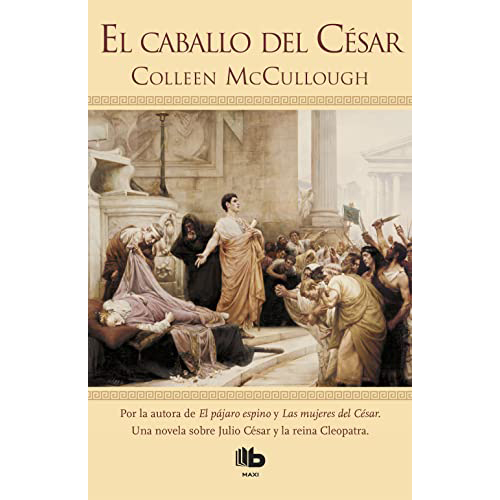 EL CABALLO DEL CÉSAR
COLLEEN MCCULLOUGH
Por la autora de El pájaro espino y Las mujeres del César.
Una novela sobre Julio César y la reina Cleopatra.
b
MAXI